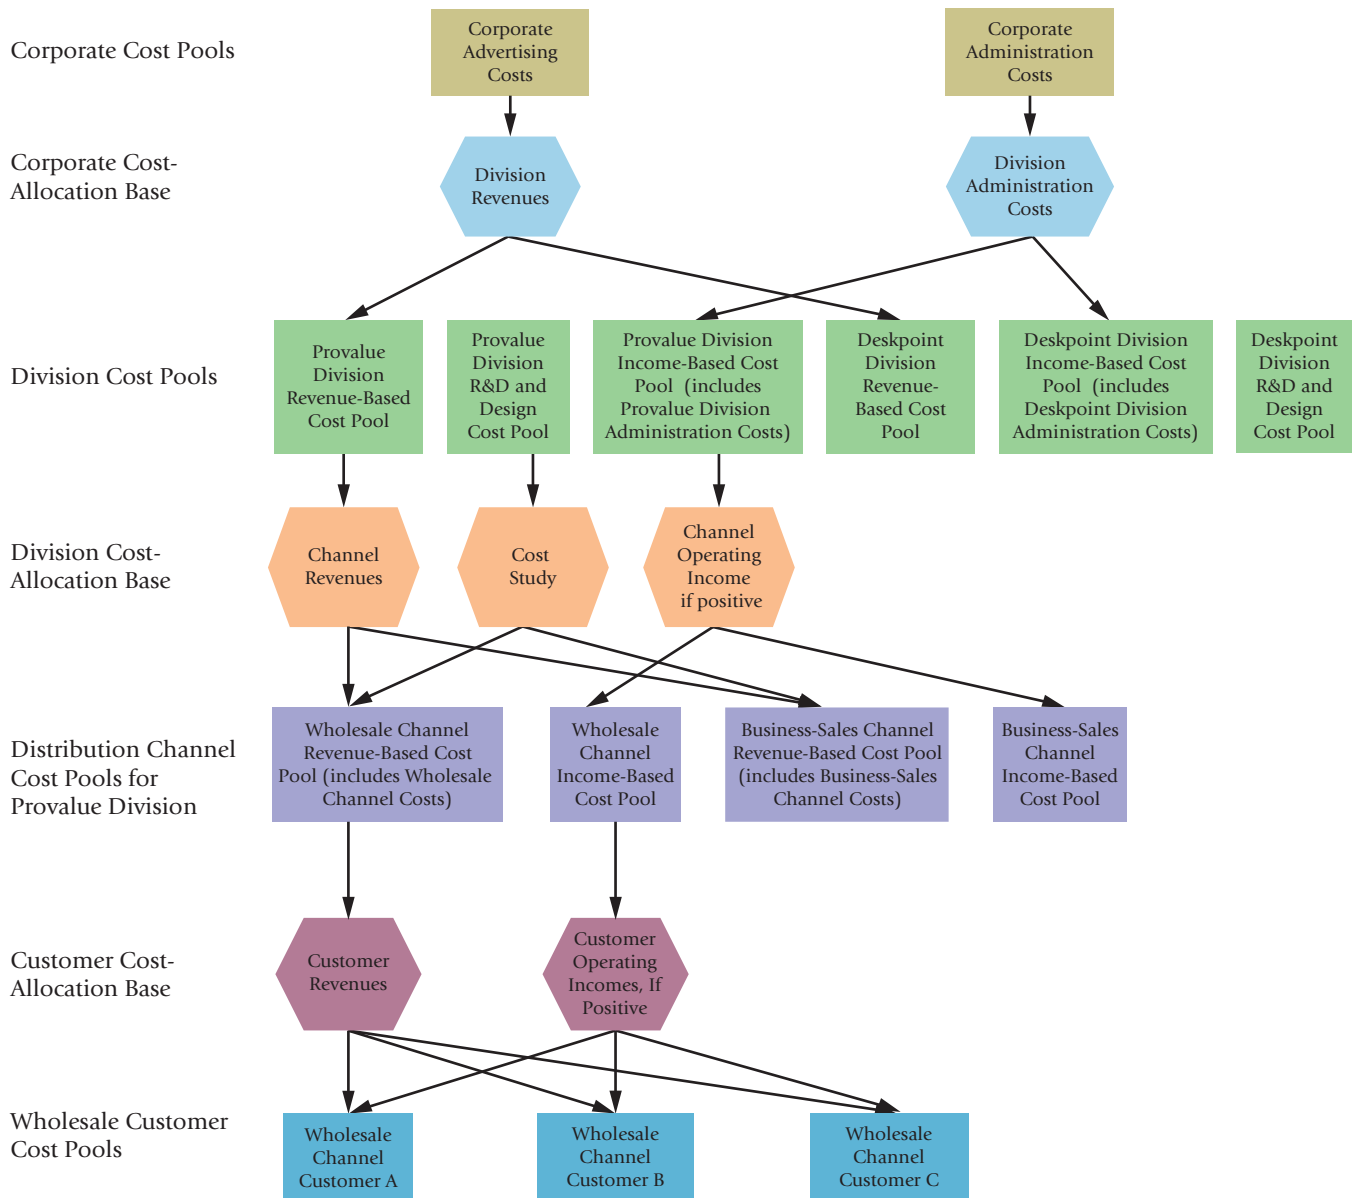 Corporate Cost Pools
Corporate
Advertising
Costs
Corporate
Administration
Costs
Corporate Cost-
Allocation Base
Division
Revenues
Division
Administration
Costs
Division Cost Pools
Provalue
Division
Revenue-Based
Cost Pool
Provalue
Division
R&D and
Design
Cost Pool
Provalue Division
Income-Based Cost
Pool (includes
Provalue Division
Administration Costs)
Deskpoint
Division
Revenue-
Based Cost
Pool
Deskpoint Division
Income-Based Cost
Pool (includes
Deskpoint Division
Administration Costs)
Deskpoint
Division
R&D and
Design
Cost Pool
Division Cost-
Allocation Base
Channel
Revenues
Cost
Study
Channel
Operating
Income
if positive
Distribution Channel
Cost Pools for
Provalue Division
Wholesale Channel
Revenue-Based Cost
Pool (includes Wholesale
Channel Costs)
Wholesale
Channel
Income-Based
Cost Pool
Business-Sales Channel
Revenue-Based Cost Pool
(includes Business-Sales
Channel Costs)
Business-Sales
Channel
Income-Based
Cost Pool
Customer Cost-
Allocation Base
Customer
Revenues
Customer
Operating
Incomes, If
Positive
Wholesale Customer
Cost Pools
Wholesale
Channel
Customer A
Wholesale
Channel
Customer B
Wholesale
Channel
Customer C